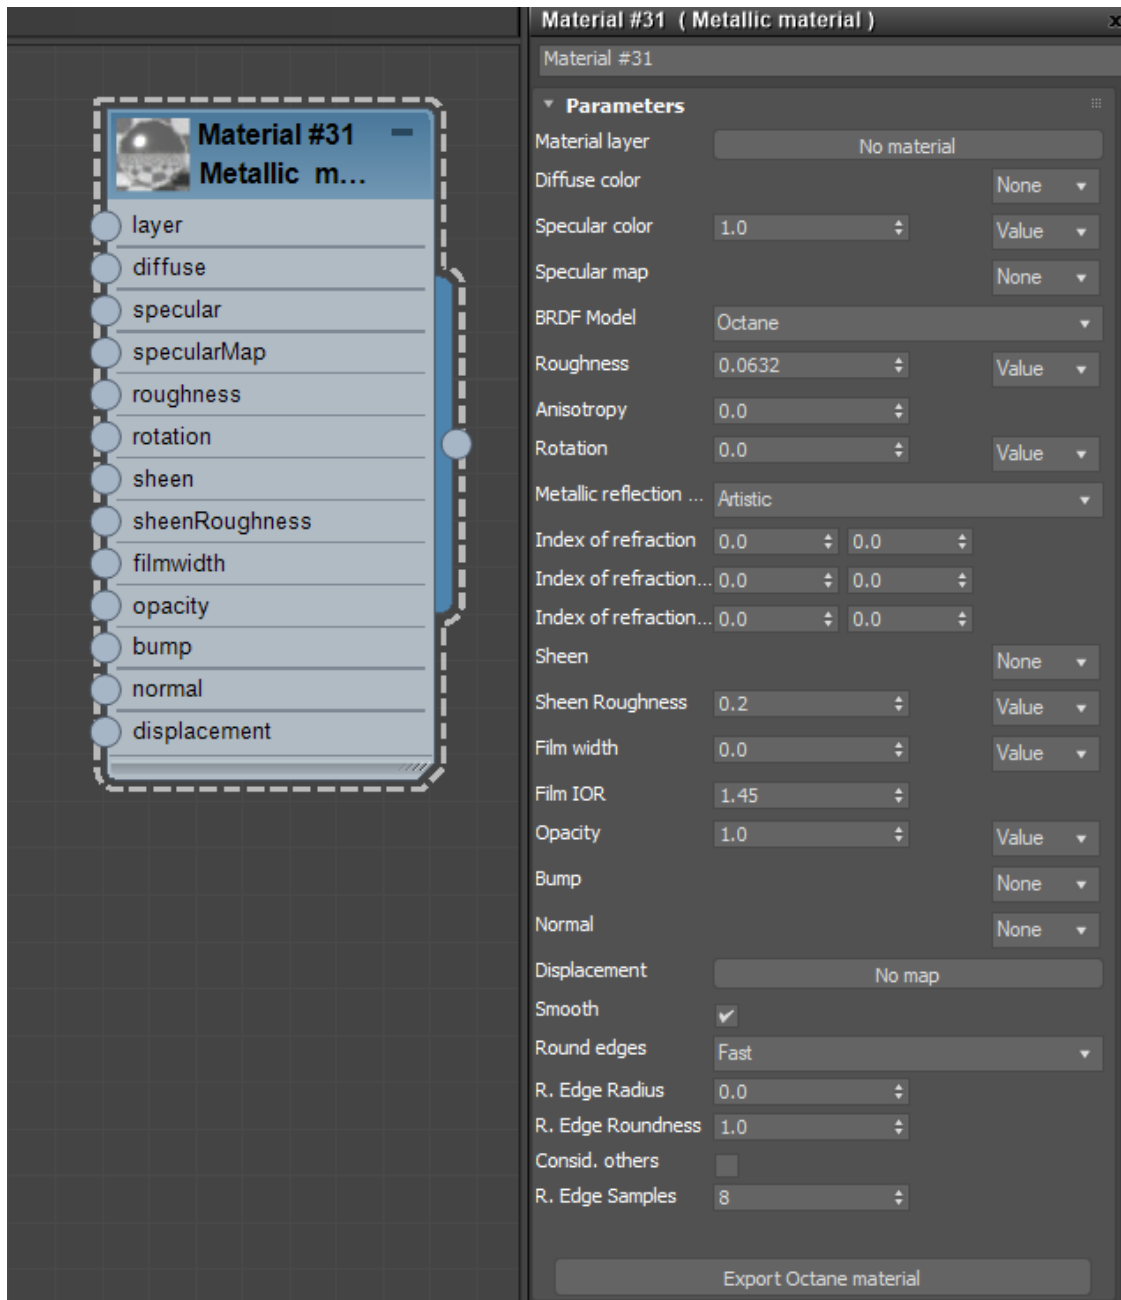 Material #31
Metallic m...
layer
diffuse
specular
specularMap
roughness
rotation
sheen
sheenRoughness
filmwidth
opacity
bump
normal
displacement
Material #31 ( Metallic material )
x
Material #31
Parameters
Material layer No material
Diffuse color None
Specular color 1.0 Value
Specular map None
BRDF Model Octane
Roughness 0.0632 Value
Anisotropy 0.0
Rotation 0.0 Value
Metallic reflection ... Artistic
Index of refraction 0.0 0.0
Index of refraction... 0.0 0.0
Index of refraction... 0.0 0.0
Sheen None
Sheen Roughness 0.2 Value
Film width 0.0 Value
Film IOR 1.45
Opacity 1.0 Value
Bump None
Normal None
Displacement No map
Smooth
Round edges Fast
R. Edge Radius 0.0
R. Edge Roundness 1.0
Consid. others
R. Edge Samples 8
Export Octane material